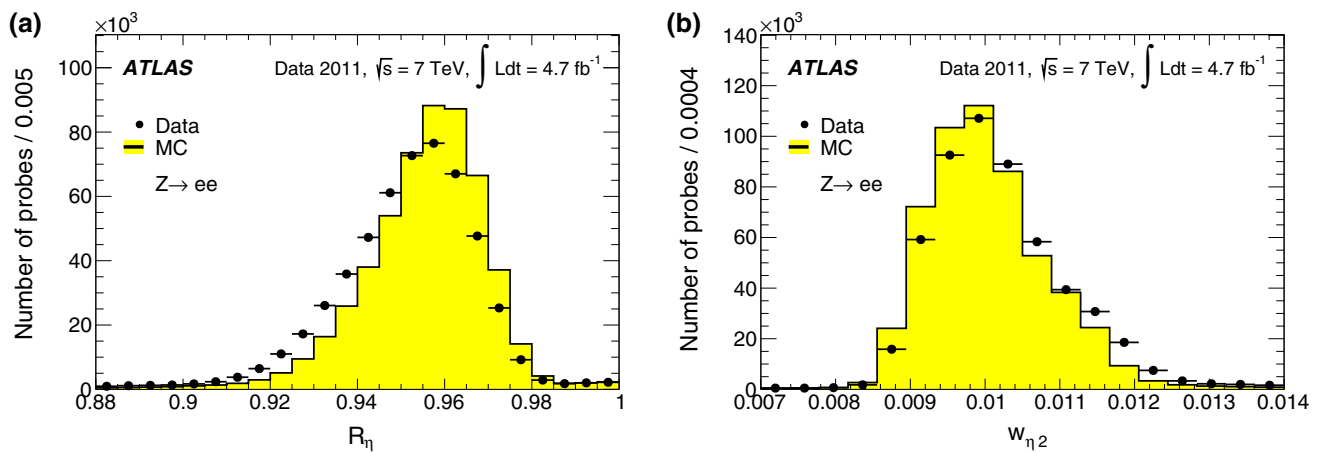 (a)
×10³
100
80
60
40
20
0
Number of probes / 0.005
ATLAS
Data 2011, √s = 7 TeV, ∫ Ldt = 4.7 fb⁻¹
Data
MC
Z→ ee
0.88 0.9 0.92 0.94 0.96 0.98 1
Rη
(b)
×10³
140
120
100
80
60
40
20
0
Number of probes / 0.0004
ATLAS
Data 2011, √s = 7 TeV, ∫ Ldt = 4.7 fb⁻¹
Data
MC
Z→ ee
0.007 0.008 0.009 0.01 0.011 0.012 0.013 0.014
wη 2